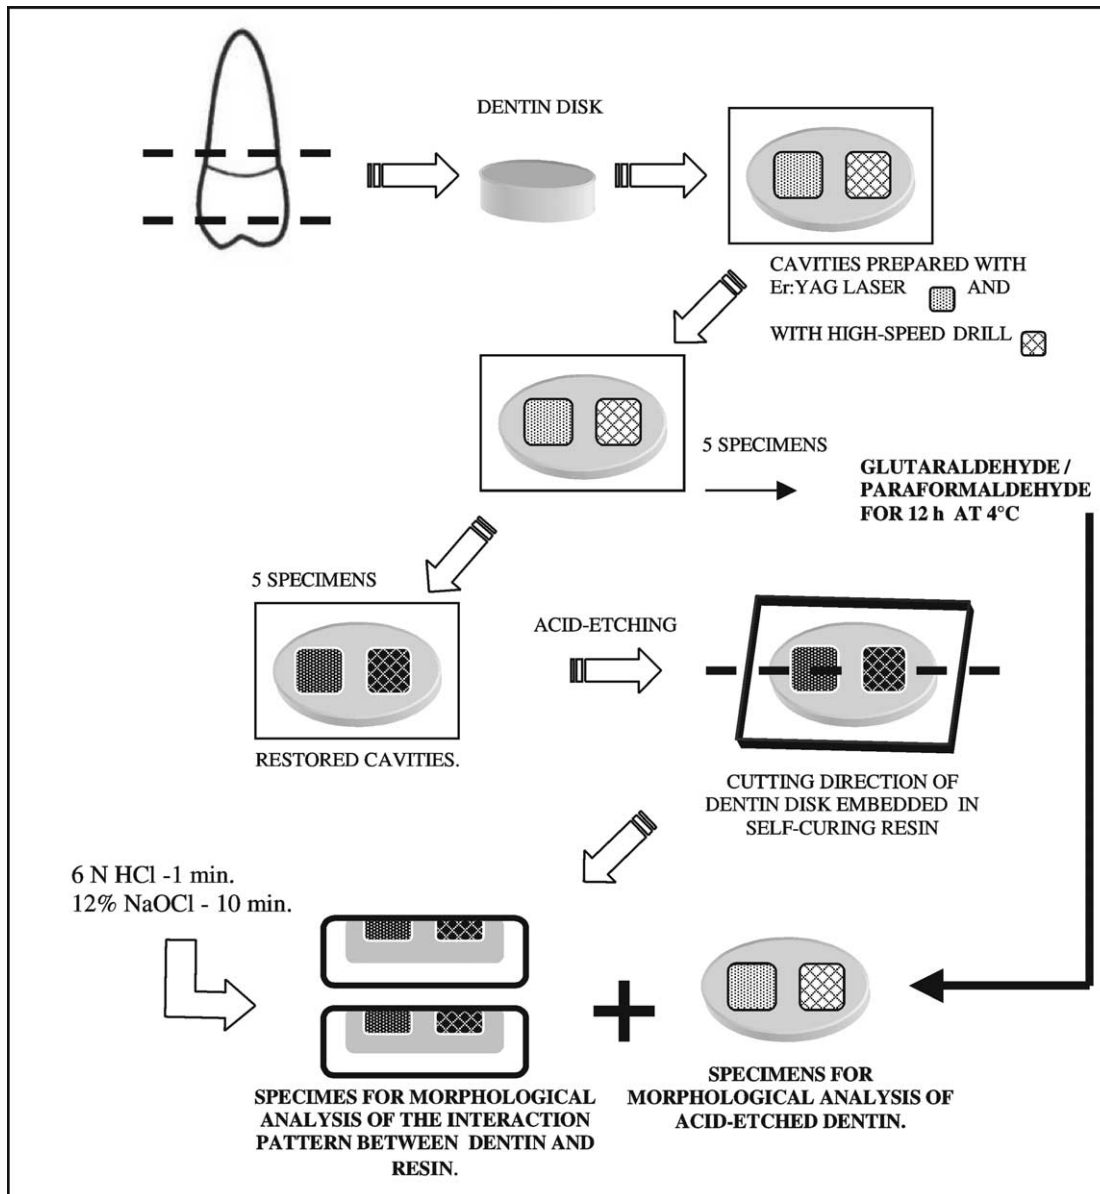 DENTIN DISK
CAVITIES PREPARED WITH
Er:YAG LASER AND
WITH HIGH-SPEED DRILL
5 SPECIMENS
GLUTARALDEHYDE /
PARAFORMALDEHYDE
FOR 12 h AT 4°C
5 SPECIMENS
RESTORED CAVITIES.
ACID-ETCHING
CUTTING DIRECTION OF
DENTIN DISK EMBEDDED IN
SELF-CURING RESIN
6 N HCl -1 min.
12% NaOCl - 10 min.
SPECIMES FOR MORPHOLOGICAL
ANALYSIS OF THE INTERACTION
PATTERN BETWEEN DENTIN AND
RESIN.
SPECIMENS FOR
MORPHOLOGICAL ANALYSIS OF
ACID-ETCHED DENTIN.